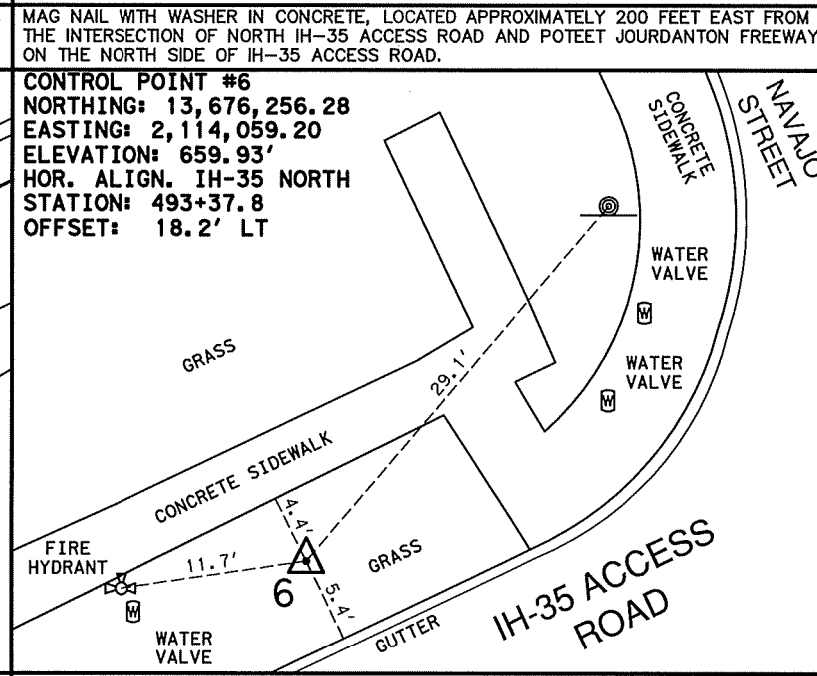 MAG NAIL WITH WASHER IN CONCRETE, LOCATED APPROXIMATELY 200 FEET EAST FROM
THE INTERSECTION OF NORTH IH-35 ACCESS ROAD AND POTEET JOURDANTON FREEWAY
ON THE NORTH SIDE OF IH-35 ACCESS ROAD.
CONTROL POINT #6
NORTHING: 13,676,256.28
EASTING: 2,114,059.20
ELEVATION: 659.93'
HOR. ALIGN. IH-35 NORTH
STATION: 493+37.8
OFFSET: 18.2' LT
NAVAJO
STREET
CONCRETE
SIDEWALK
WATER
VALVE
W
WATER
VALVE
W
GRASS
29.1'
CONCRETE SIDEWALK
4.4'
FIRE
HYDRANT
11.7'
6
GRASS
5.4'
W
WATER
VALVE
GUTTER
IH-35 ACCESS
ROAD